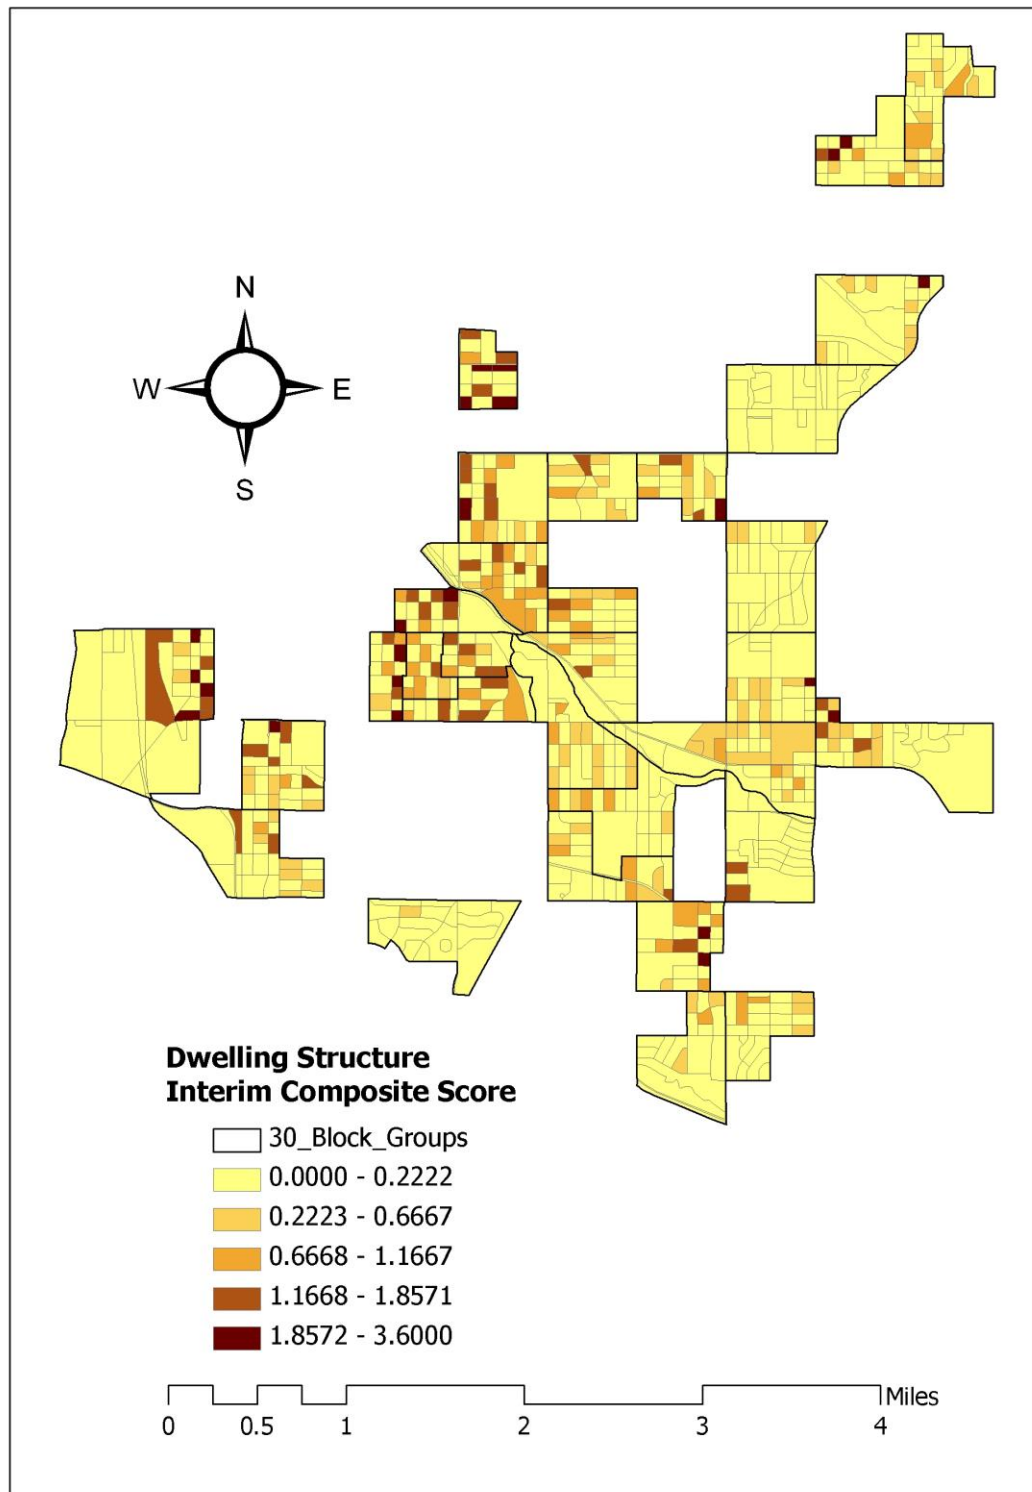 N
W
E
S
Dwelling Structure
Interim Composite Score
30_Block_Groups
0.0000 - 0.2222
0.2223 - 0.6667
0.6668 - 1.1667
1.1668 - 1.8571
1.8572 - 3.6000
Miles
0 0.5 1 2 3 4